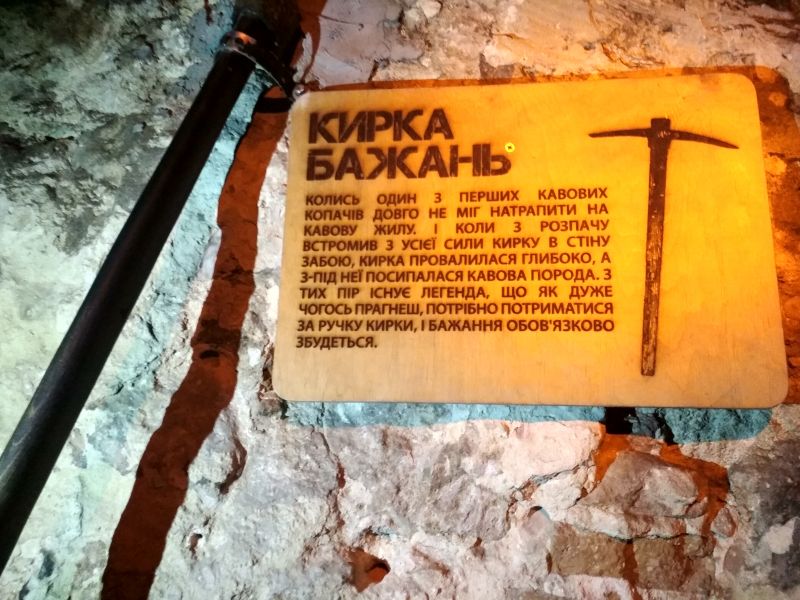 КИРКА
БАЖАНЬ
КОЛИСЬ ОДИН З ПЕРШИХ КАВОВИХ
КОПАЧІВ ДОВГО НЕ МІГ НАТРАПИТИ НА
КАВОВУ ЖИЛУ. І КОЛИ З РОЗПАЧУ
ВСТРОМИВ З УСІЄЇ СИЛИ КИРКУ В СТІНУ
ЗАБОЮ, КИРКА ПРОВАЛИЛАСЯ ГЛИБОКО, А
З-ПІД НЕЇ ПОСИПАЛАСЯ КАВОВА ПОРОДА. З
ТИХ ПІР ІСНУЄ ЛЕГЕНДА, ЩО ЯК ДУЖЕ
ЧОГОСЬ ПРАГНЕШ, ПОТРІБНО ПОТРИМАТИСЯ
ЗА РУЧКУ КИРКИ, І БАЖАННЯ ОБОВ'ЯЗКОВО
ЗБУДЕТЬСЯ.